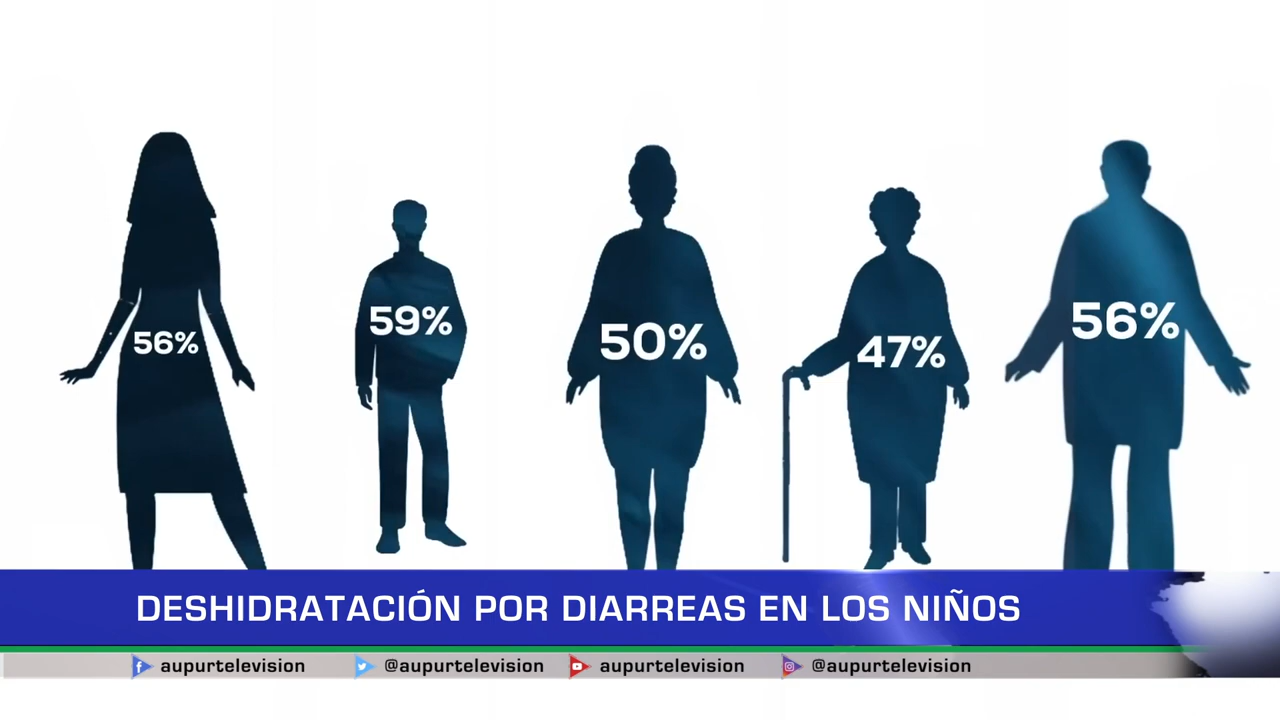 56%
59%
50%
47%
56%
DESHIDRATACIÓN POR DIARREAS EN LOS NIÑOS
aupurtelevision @aupurtelevision aupurtelevision @aupurtelevision